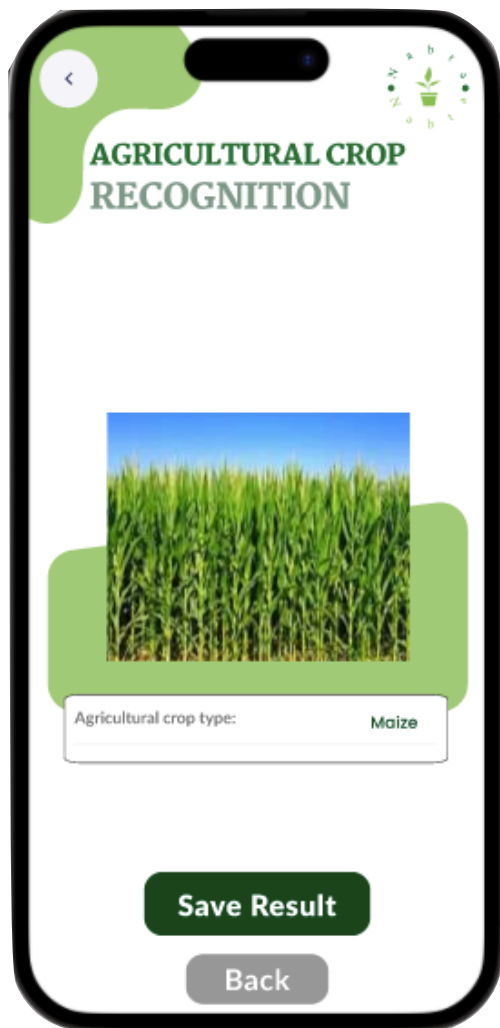 AGRICULTURAL CROP
RECOGNITION
Agricultural crop type: Maize
Save Result
Back